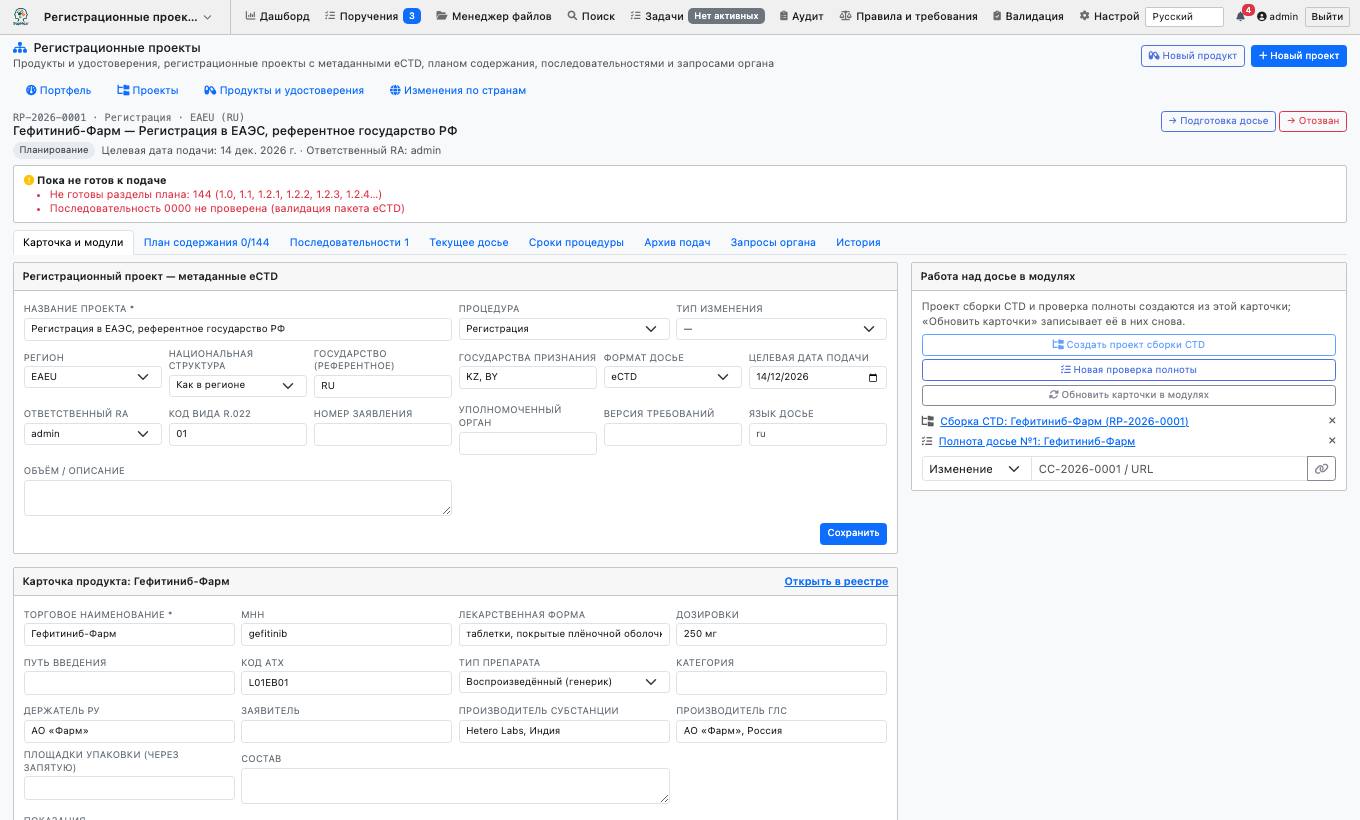 Регистрационные проек...
Дашборд
Поручения 3
Менеджер файлов
Поиск
Задачи Нет активных
Аудит
Правила и требования
Валидация
Настрой
Русский
4
admin
Выйти
Регистрационные проекты
Продукты и удостоверения, регистрационные проекты с метаданными eCTD, планом содержания, последовательностями и запросами органа
Новый продукт
Новый проект
Портфель
Проекты
Продукты и удостоверения
Изменения по странам
RP-2026-0001 · Регистрация · EAEU (RU)
Гефитиниб-Фарм — Регистрация в ЕАЭС, референтное государство РФ
→ Подготовка досье
→ Отозван
Планирование Целевая дата подачи: 14 дек. 2026 г. · Ответственный RA: admin
Пока не готов к подаче
• Не готовы разделы плана: 144 (1.0, 1.1, 1.2.1, 1.2.2, 1.2.3, 1.2.4...)
• Последовательность 0000 не проверена (валидация пакета eCTD)
Карточка и модули
План содержания 0/144
Последовательности 1
Текущее досье
Сроки процедуры
Архив подач
Запросы органа
История
Регистрационный проект — метаданные eCTD
НАЗВАНИЕ ПРОЕКТА *
Регистрация в ЕАЭС, референтное государство РФ
ПРОЦЕДУРА
Регистрация
ТИП ИЗМЕНЕНИЯ
—
РЕГИОН
EAEU
НАЦИОНАЛЬНАЯ
СТРУКТУРА
Как в регионе
ГОСУДАРСТВО
(РЕФЕРЕНТНОЕ)
RU
ГОСУДАРСТВА ПРИЗНАНИЯ
KZ, BY
ФОРМАТ ДОСЬЕ
eCTD
ЦЕЛЕВАЯ ДАТА ПОДАЧИ
14/12/2026
ОТВЕТСТВЕННЫЙ RA
admin
КОД ВИДА R.022
01
НОМЕР ЗАЯВЛЕНИЯ
УПОЛНОМОЧЕННЫЙ
ОРГАН
ВЕРСИЯ ТРЕБОВАНИЙ
ЯЗЫК ДОСЬЕ
ru
ОБЪЁМ / ОПИСАНИЕ
Сохранить
Работа над досье в модулях
Проект сборки CTD и проверка полноты создаются из этой карточки;
«Обновить карточки» записывает её в них снова.
Создать проект сборки CTD
Новая проверка полноты
Обновить карточки в модулях
Сборка CTD: Гефитиниб-Фарм (RP-2026-0001) ×
Полнота досье №1: Гефитиниб-Фарм ×
Изменение
CC-2026-0001 / URL
Карточка продукта: Гефитиниб-Фарм
Открыть в реестре
ТОРГОВОЕ НАИМЕНОВАНИЕ *
Гефитиниб-Фарм
МНН
gefitinib
ЛЕКАРСТВЕННАЯ ФОРМА
таблетки, покрытые плёночной оболочк
ДОЗИРОВКИ
250 мг
ПУТЬ ВВЕДЕНИЯ
КОД АТХ
L01EB01
ТИП ПРЕПАРАТА
Воспроизведённый (генерик)
КАТЕГОРИЯ
ДЕРЖАТЕЛЬ РУ
АО «Фарм»
ЗАЯВИТЕЛЬ
ПРОИЗВОДИТЕЛЬ СУБСТАНЦИИ
Hetero Labs, Индия
ПРОИЗВОДИТЕЛЬ ГЛС
АО «Фарм», Россия
ПЛОЩАДКИ УПАКОВКИ (ЧЕРЕЗ
ЗАПЯТУЮ)
СОСТАВ